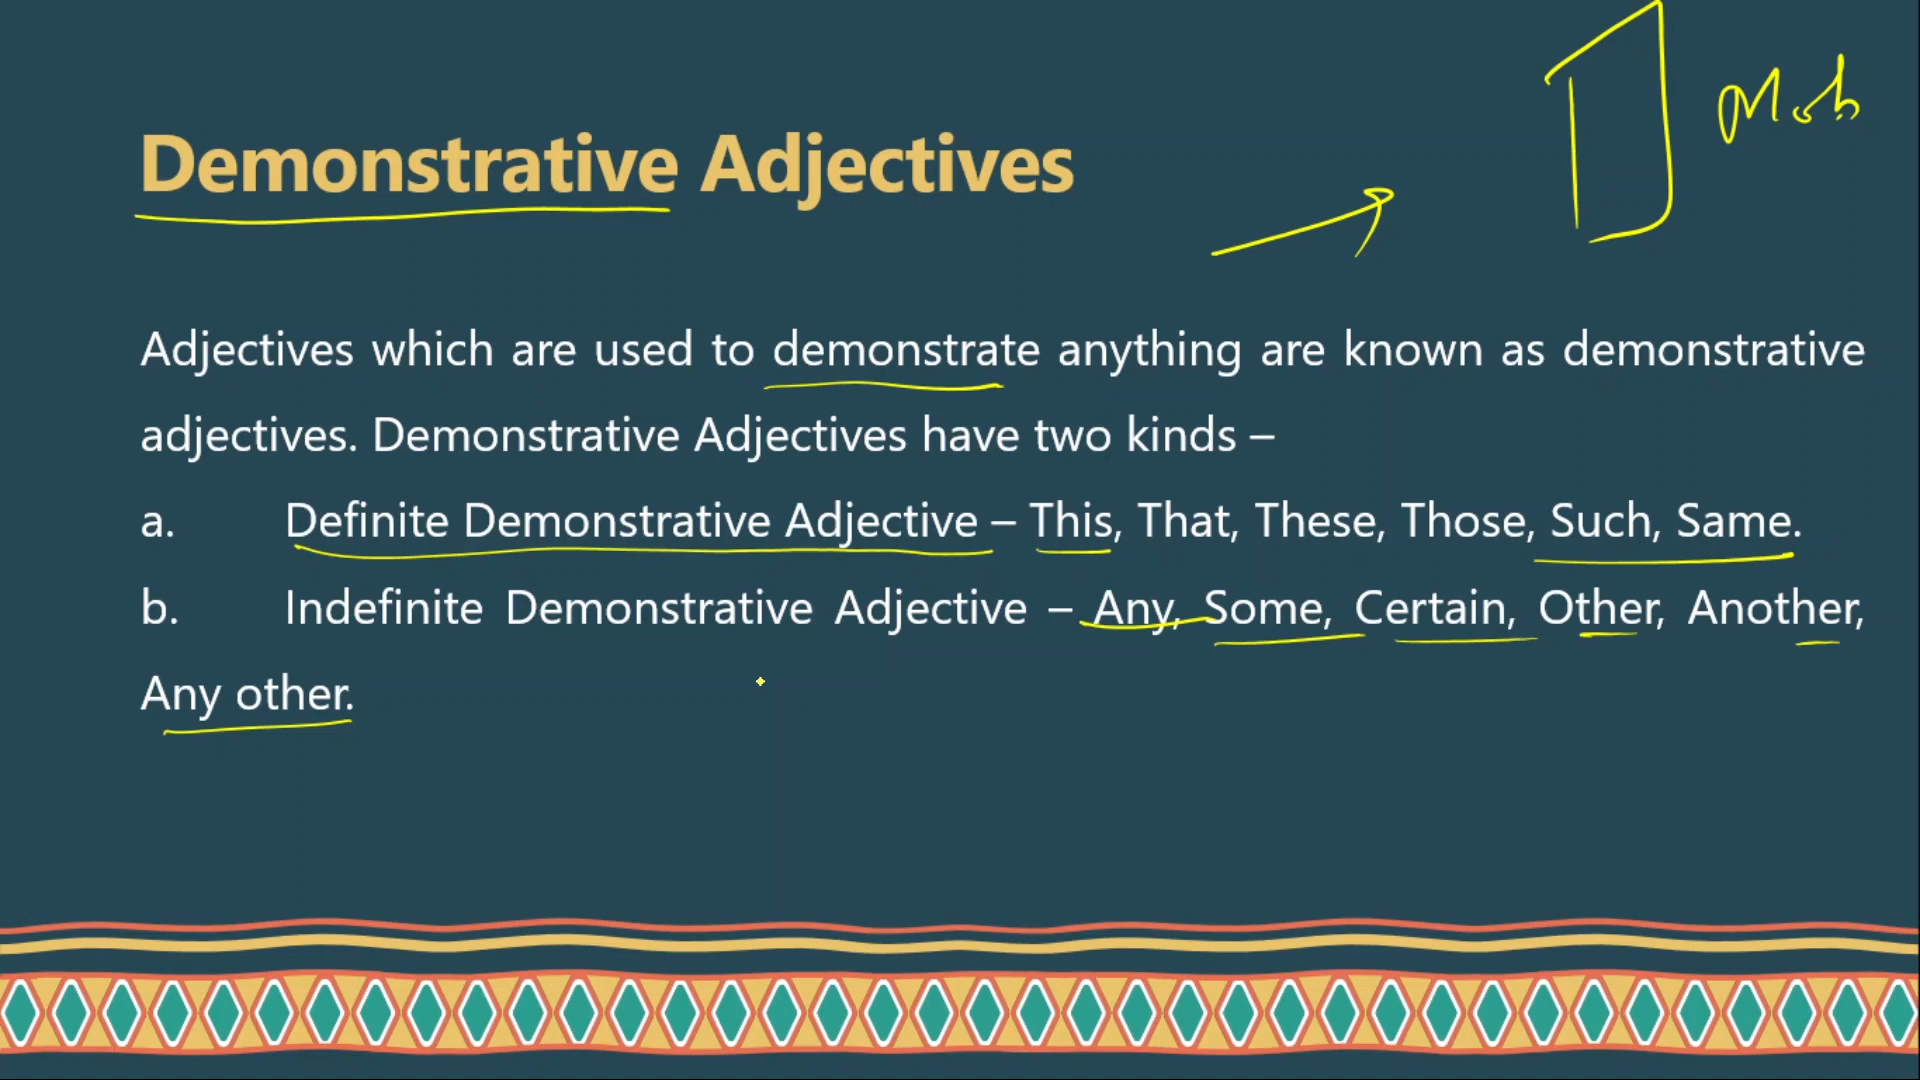 Mob
Demonstrative Adjectives
Adjectives which are used to demonstrate anything are known as demonstrative
adjectives. Demonstrative Adjectives have two kinds –
a. Definite Demonstrative Adjective – This, That, These, Those, Such, Same.
b. Indefinite Demonstrative Adjective – Any, Some, Certain, Other, Another,
Any other.